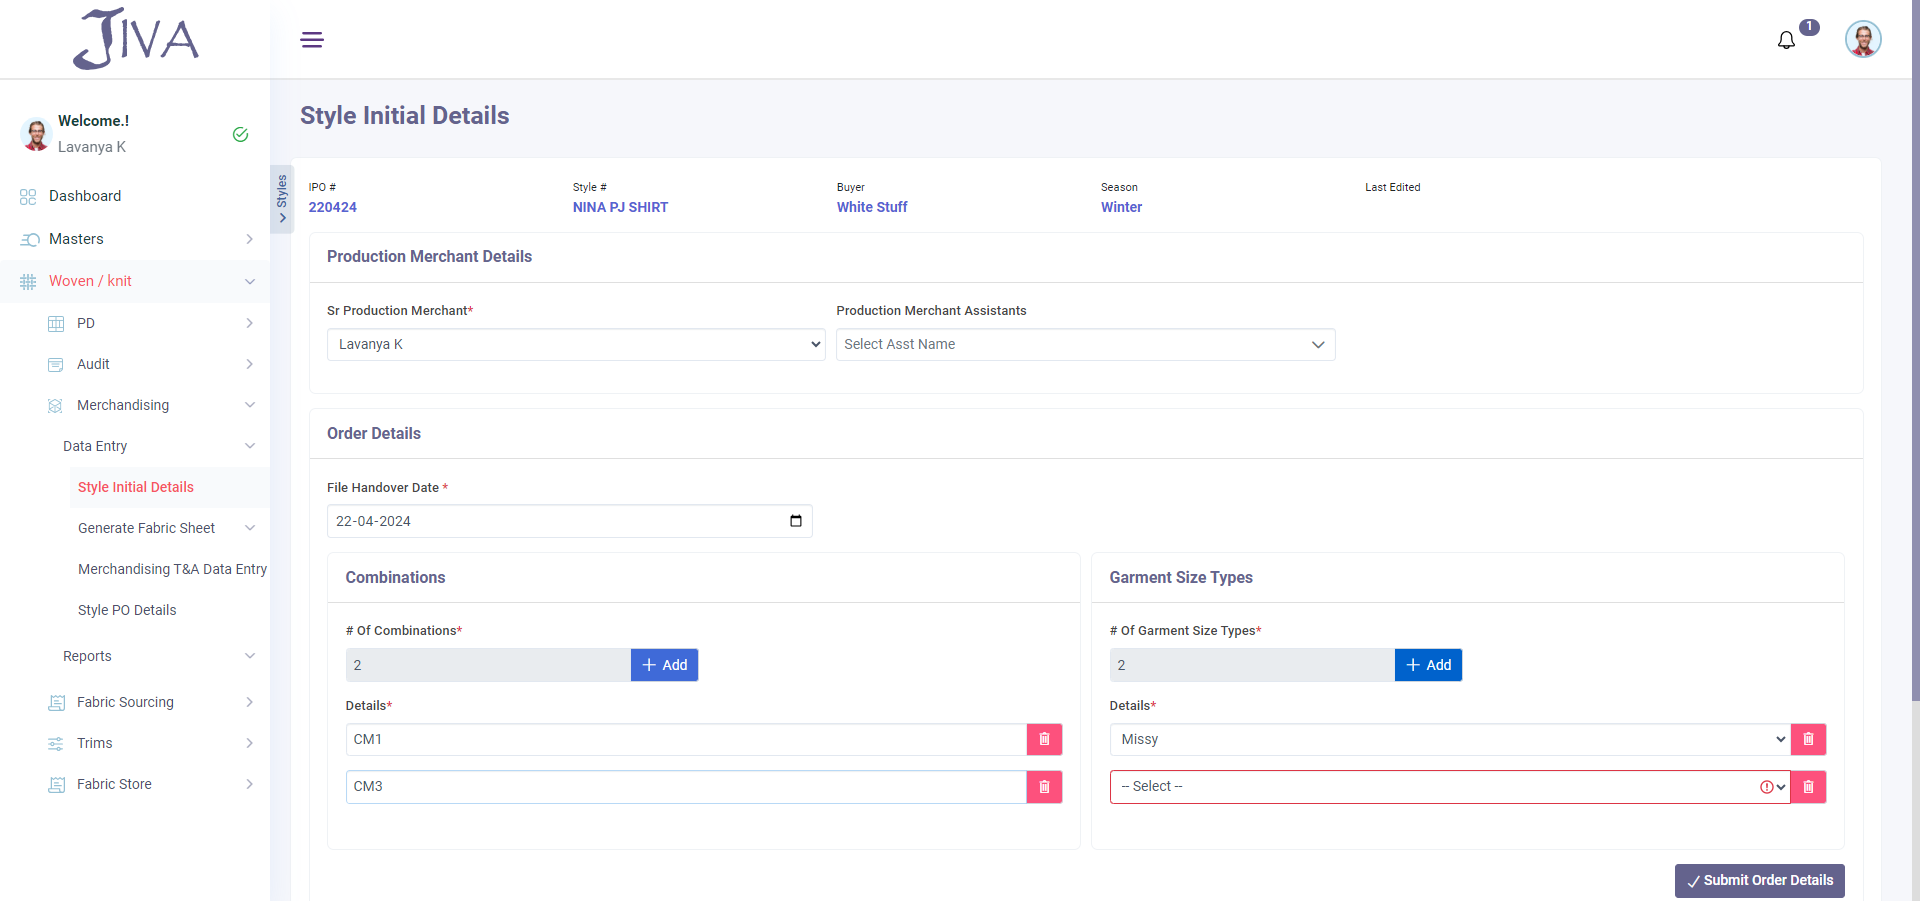 JIVA
1
Welcome.!
Lavanya K
Dashboard
Masters
Woven / knit
PD
Audit
Merchandising
Data Entry
Style Initial Details
Generate Fabric Sheet
Merchandising T&A Data Entry
Style PO Details
Reports
Fabric Sourcing
Trims
Fabric Store
Styles
Style Initial Details
IPO # Style # Buyer Season Last Edited
220424 NINA PJ SHIRT White Stuff Winter
Production Merchant Details
Sr Production Merchant* Production Merchant Assistants
Lavanya K Select Asst Name
Order Details
File Handover Date *
22-04-2024
Combinations
# Of Combinations*
2 + Add
Details*
CM1
CM3
Garment Size Types
# Of Garment Size Types*
2 + Add
Details*
Missy
-- Select --
Submit Order Details